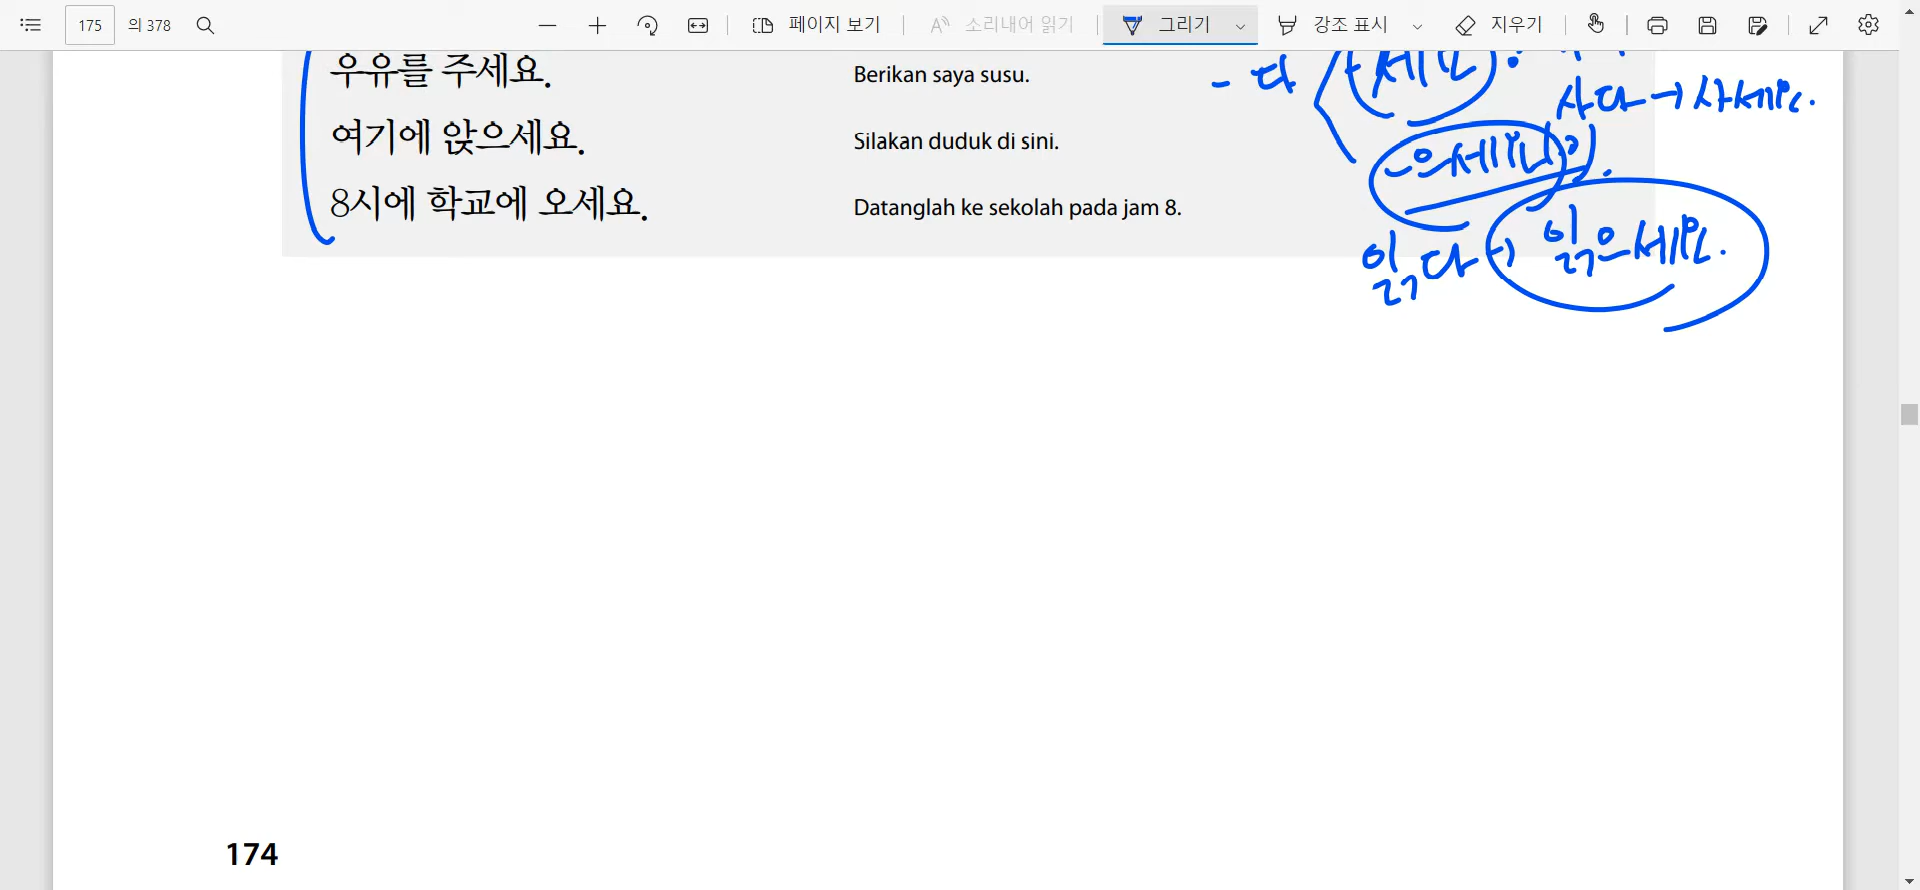 175 의 378 페이지 보기 소리내어 읽기 그리기 강조 표시 지우기
우유를 주세요. Berikan saya susu.
- 다 -세요
사다→사세요.
여기에 앉으세요. Silakan duduk di sini.
-으세요
8시에 학교에 오세요. Datanglah ke sekolah pada jam 8.
읽다→읽으세요.
174